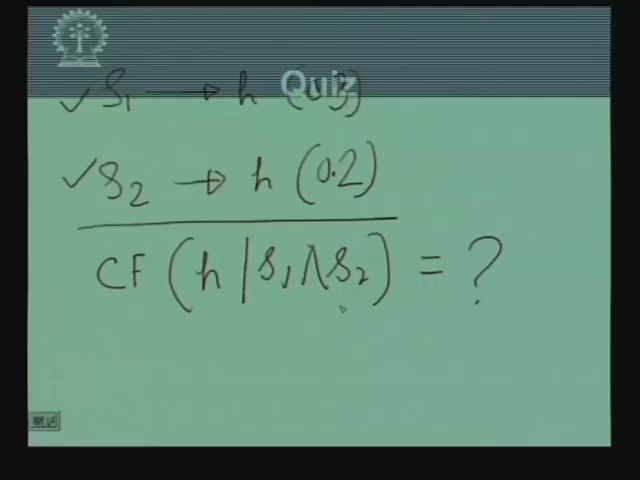 Quiz
✓ S₁ → h
✓ S₂ → h (0.2)
CF (h | S₁ ∧ S₂) = ?